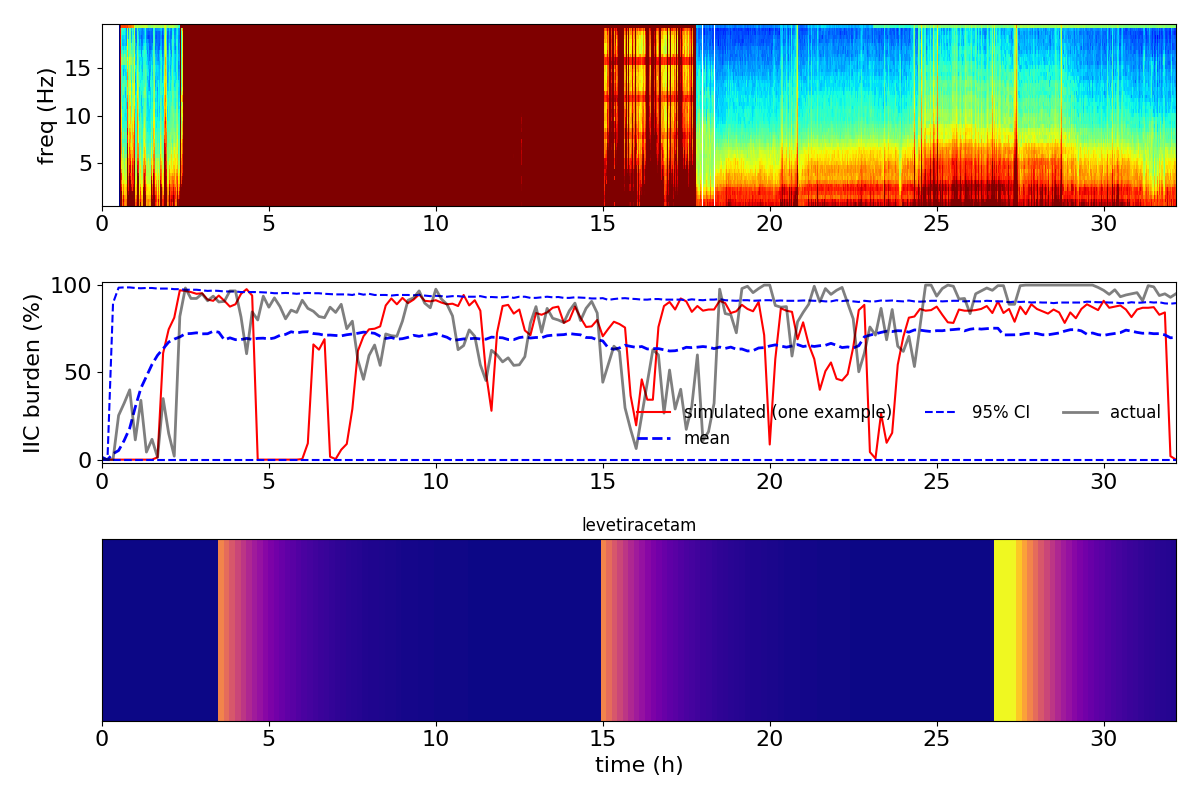 freq (Hz)
15
10
5
0 5 10 15 20 25 30
IIC burden (%)
100
50
0
simulated (one example) 95% CI actual
mean
0 5 10 15 20 25 30
levetiracetam
0 5 10 15 20 25 30
time (h)